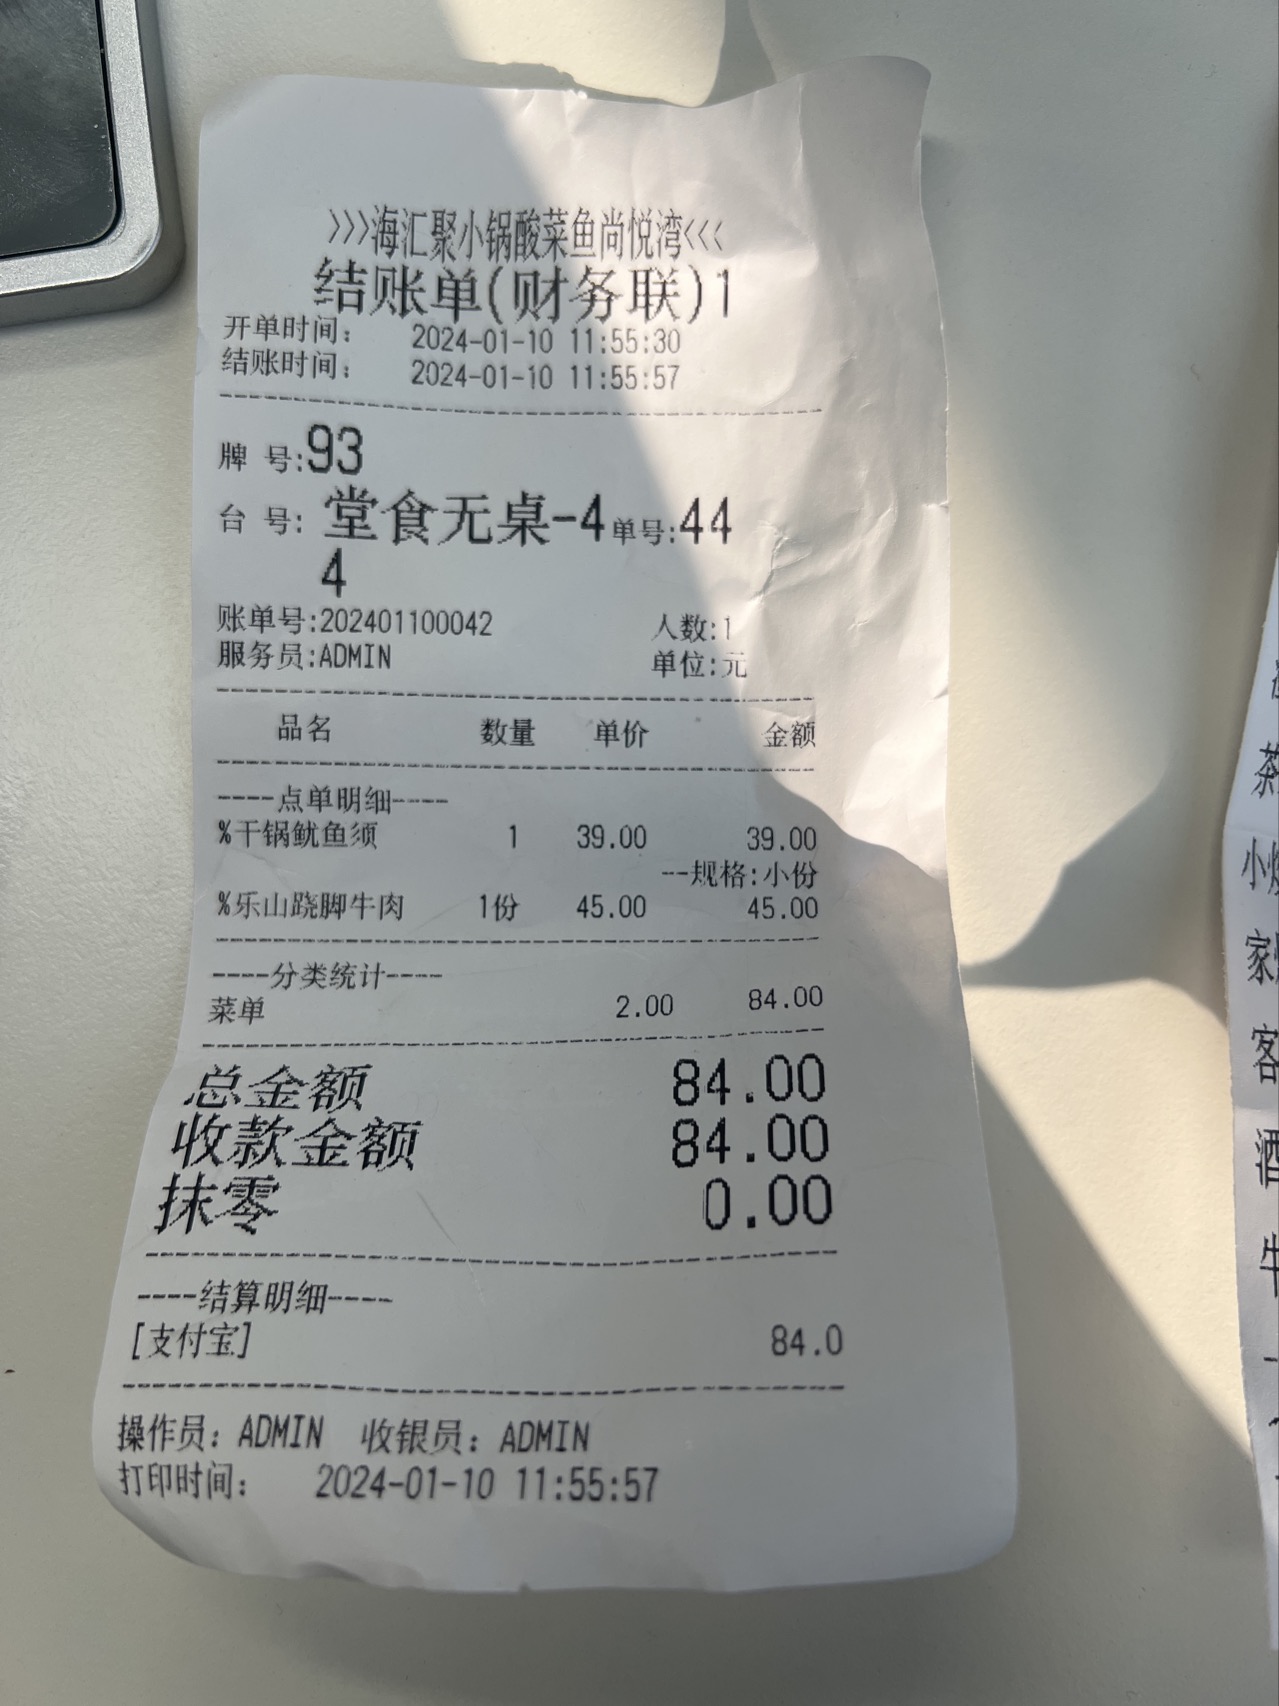 >>>海汇聚小锅酸菜鱼尚悦湾<<<
结账单(财务联)1
开单时间: 2024-01-10 11:55:30
结账时间: 2024-01-10 11:55:57
牌 号:93
台 号: 堂食无桌-4 单号:44
4
账单号:202401100042 人数:1
服务员:ADMIN 单位:元
品名 数量 单价 金额
----点单明细----
%干锅鱿鱼须 1 39.00 39.00
--规格:小份
%乐山跷脚牛肉 1份 45.00 45.00
----分类统计----
菜单 2.00 84.00
总金额 84.00
收款金额 84.00
抹零 0.00
----结算明细----
[支付宝] 84.0
操作员: ADMIN 收银员: ADMIN
打印时间: 2024-01-10 11:55:57
茶
小
家
客
酒
牛